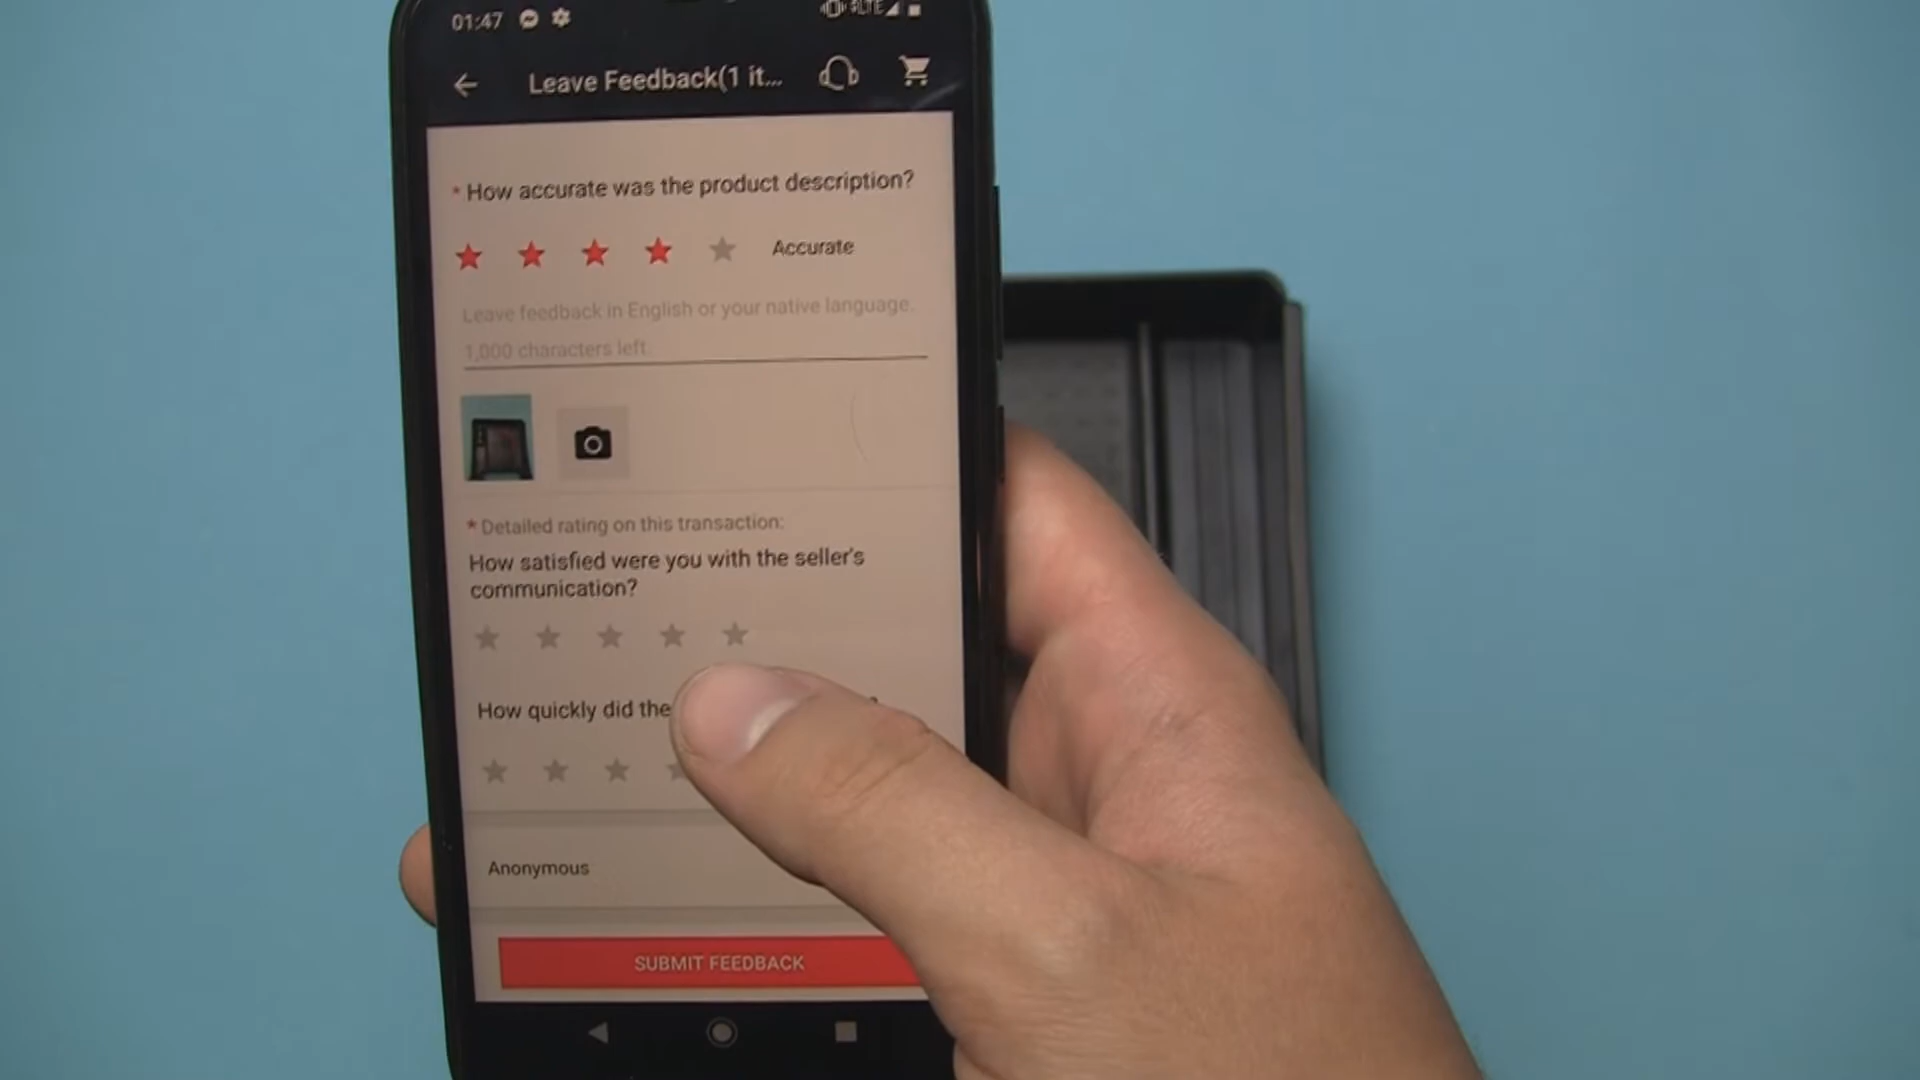 01:47 LTE
Leave Feedback(1 it...
* How accurate was the product description?
Accurate
Leave feedback in English or your native language.
1,000 characters left
* Detailed rating on this transaction:
How satisfied were you with the seller's
communication?
How quickly did the ?
Anonymous
SUBMIT FEEDBACK